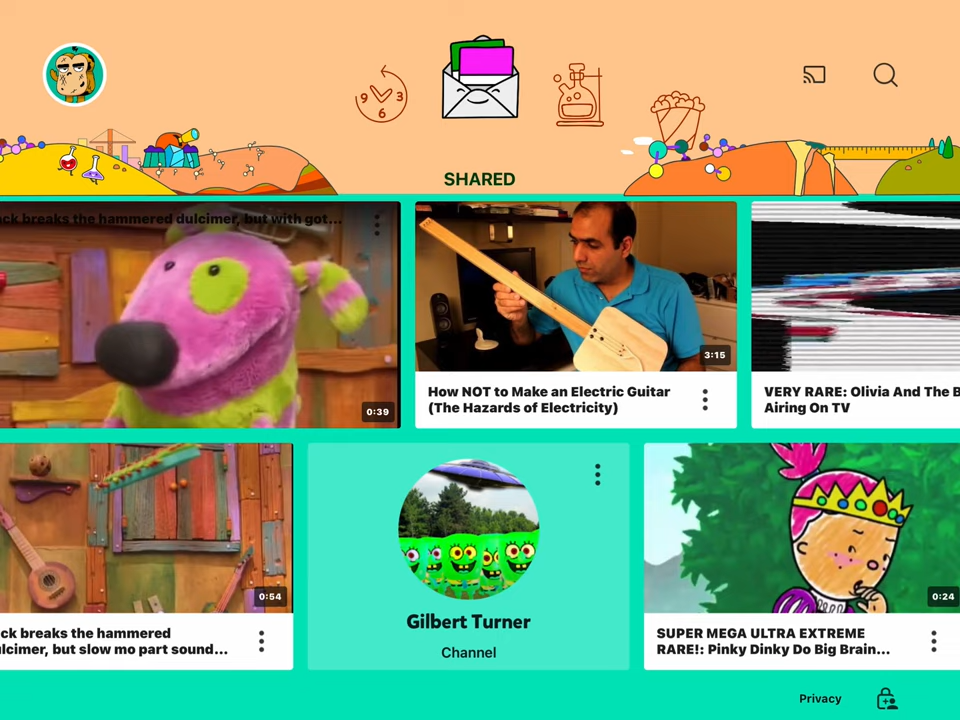 9 3
6
SHARED
ck breaks the hammered dulcimer, but with got...
0:39
3:15
How NOT to Make an Electric Guitar
(The Hazards of Electricity)
VERY RARE: Olivia And The B
Airing On TV
0:54
ck breaks the hammered
ulcimer, but slow mo part sound...
Gilbert Turner
Channel
0:24
SUPER MEGA ULTRA EXTREME
RARE!: Pinky Dinky Do Big Brain...
Privacy